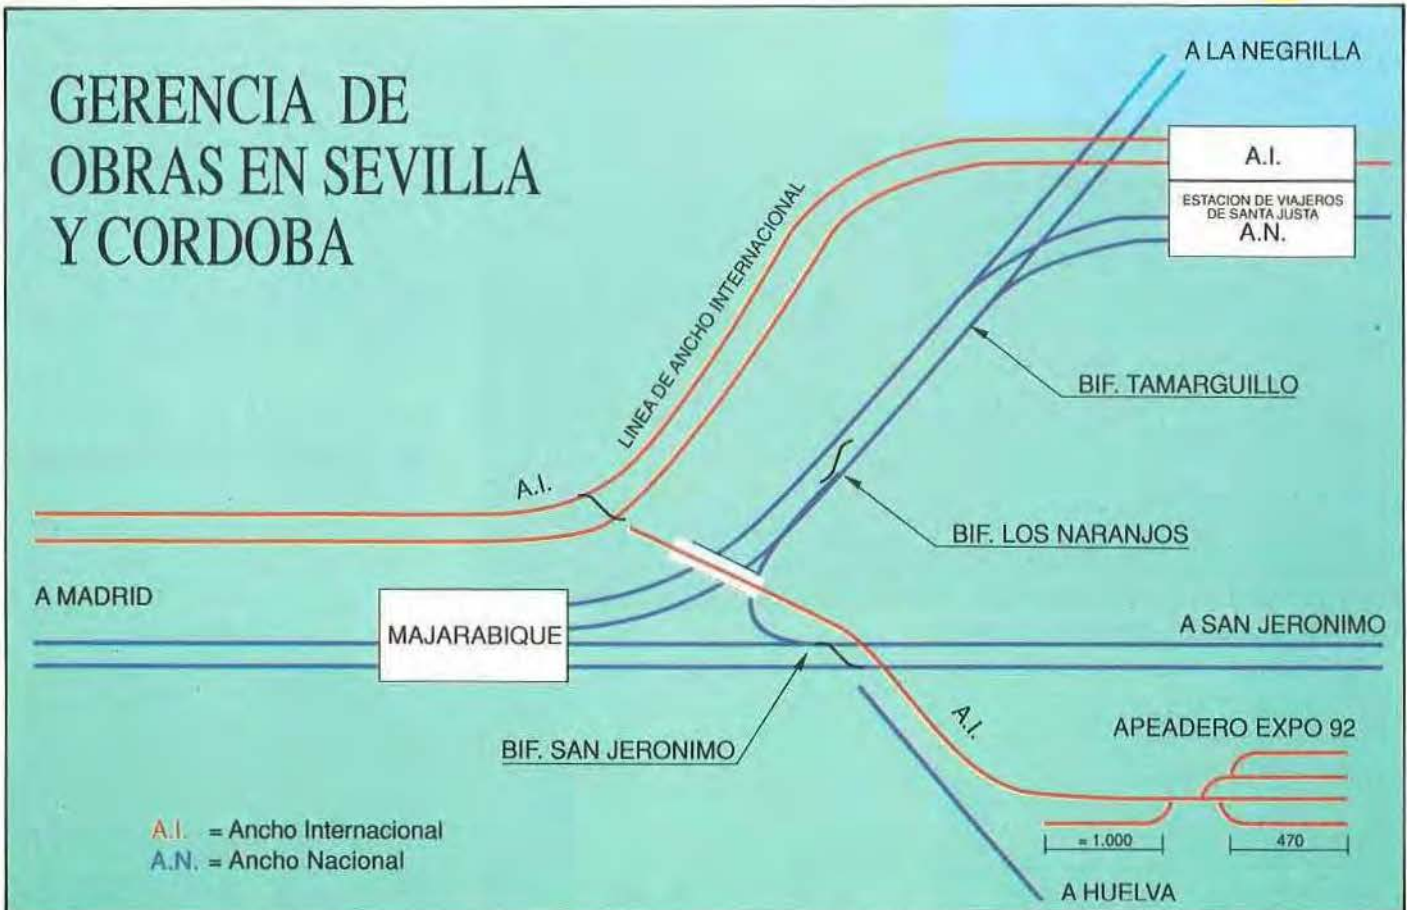 GERENCIA DE
OBRAS EN SEVILLA
Y CORDOBA
A LA NEGRILLA
A.I.
ESTACION DE VIAJEROS
DE SANTA JUSTA
A.N.
LINEA DE ANCHO INTERNACIONAL
BIF. TAMARGUILLO
A.I.
BIF. LOS NARANJOS
A MADRID
MAJARABIQUE
A SAN JERONIMO
A.I.
APEADERO EXPO 92
BIF. SAN JERONIMO
A.I. = Ancho Internacional
A.N. = Ancho Nacional
= 1.000
470
A HUELVA